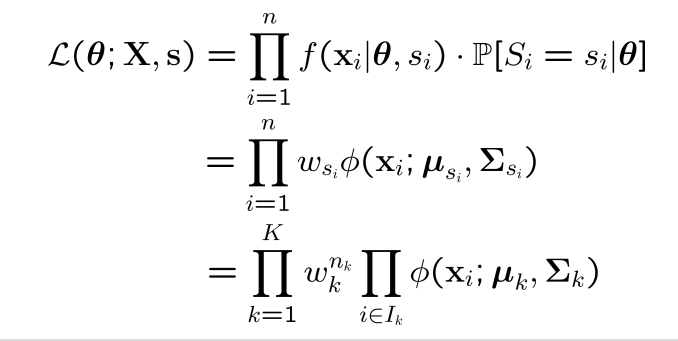 ℒ(𝜽; 𝐗, 𝐬) = ∏_{i=1}^{n} f(𝐱_i|𝜽, s_i) · ℙ[S_i = s_i|𝜽]
= ∏_{i=1}^{n} w_{s_i} ϕ(𝐱_i; 𝝁_{s_i}, 𝚺_{s_i})
= ∏_{k=1}^{K} w_k^{n_k} ∏_{i∈I_k} ϕ(𝐱_i; 𝝁_k, 𝚺_k)